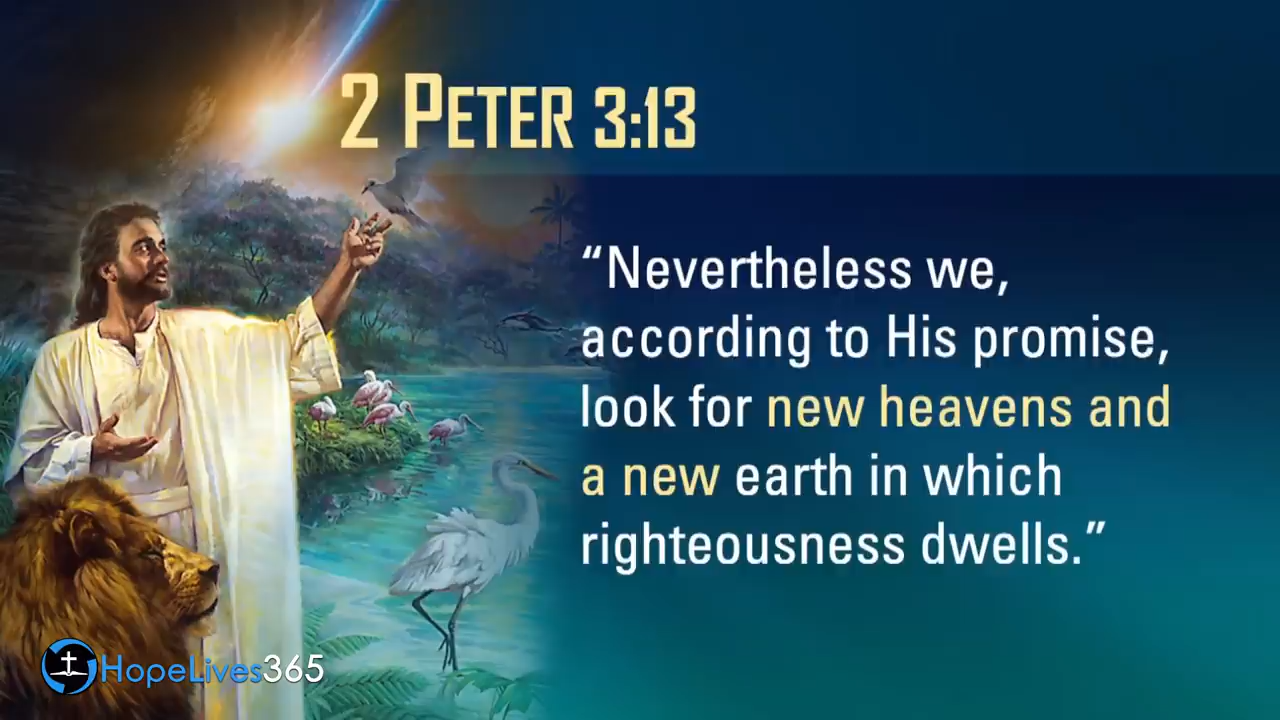 2 PETER 3:13
“Nevertheless we,
according to His promise,
look for new heavens and
a new earth in which
righteousness dwells.”
HopeLives365